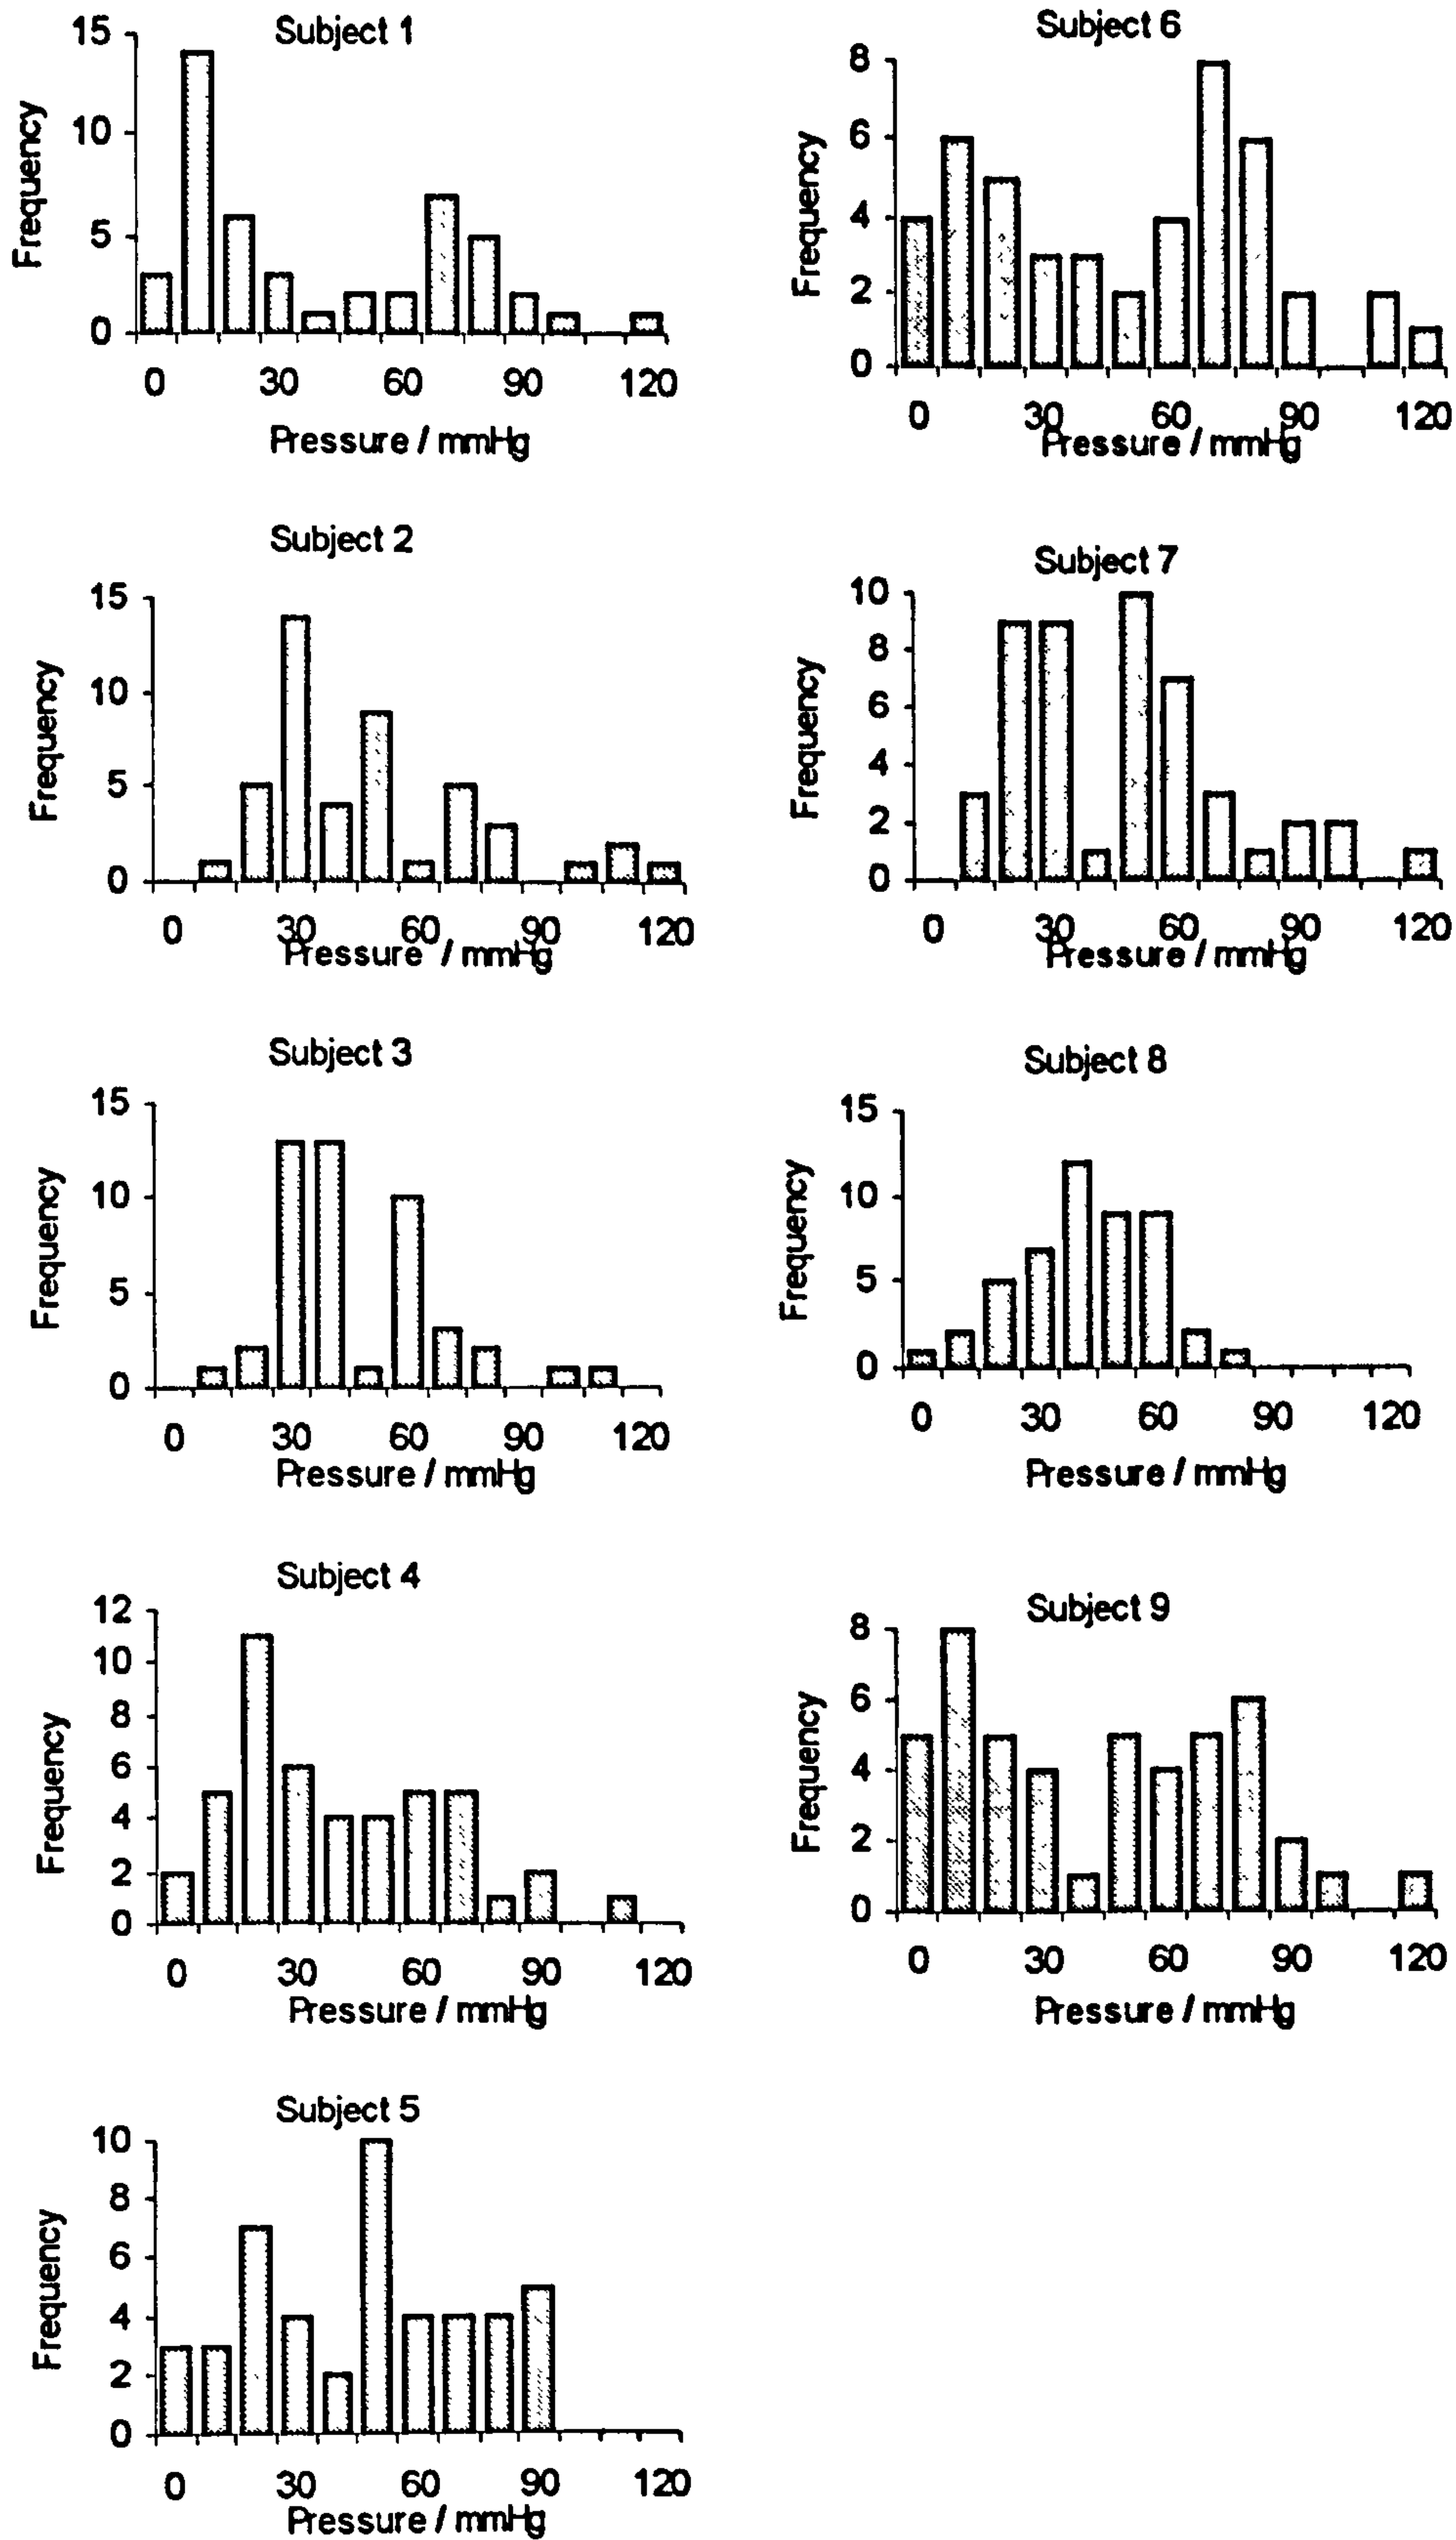 Subject 1
15
10
5
0
Frequency
0 30 60 90 120
Pressure / mmHg
Subject 2
15
10
5
0
Frequency
0 30 60 90 120
Pressure / mmHg
Subject 3
15
10
5
0
Frequency
0 30 60 90 120
Pressure / mmHg
Subject 4
12
10
8
6
4
2
0
Frequency
0 30 60 90 120
Pressure / mmHg
Subject 5
10
8
6
4
2
0
Frequency
0 30 60 90 120
Pressure / mmHg
Subject 6
8
6
4
2
0
Frequency
0 30 60 90 120
Pressure / mmHg
Subject 7
10
8
6
4
2
0
Frequency
0 30 60 90 120
Pressure / mmHg
Subject 8
15
10
5
0
Frequency
0 30 60 90 120
Pressure / mmHg
Subject 9
8
6
4
2
0
Frequency
0 30 60 90 120
Pressure / mmHg